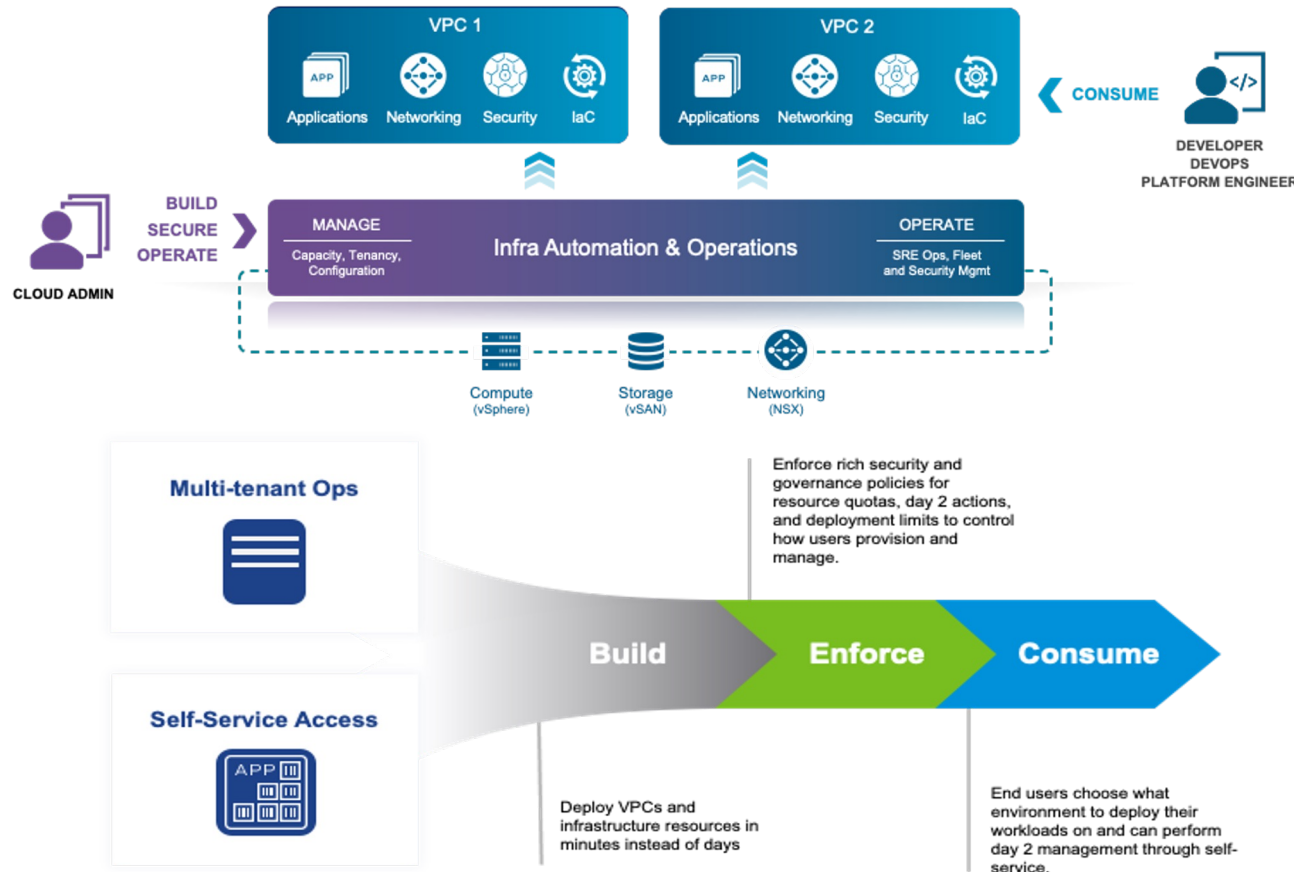 VPC 1
APP
Applications
Networking
Security
IaC
VPC 2
APP
Applications
Networking
Security
IaC
CONSUME
</>
DEVELOPER
DEVOPS
PLATFORM ENGINEER
BUILD
SECURE
OPERATE
CLOUD ADMIN
MANAGE
Capacity, Tenancy,
Configuration
Infra Automation & Operations
OPERATE
SRE Ops, Fleet
and Security Mgmt
Compute
(vSphere)
Storage
(vSAN)
Networking
(NSX)
Multi-tenant Ops
Self-Service Access
APP
Enforce rich security and
governance policies for
resource quotas, day 2 actions,
and deployment limits to control
how users provision and
manage.
Build
Enforce
Consume
Deploy VPCs and
infrastructure resources in
minutes instead of days
End users choose what
environment to deploy their
workloads on and can perform
day 2 management through self-
service.